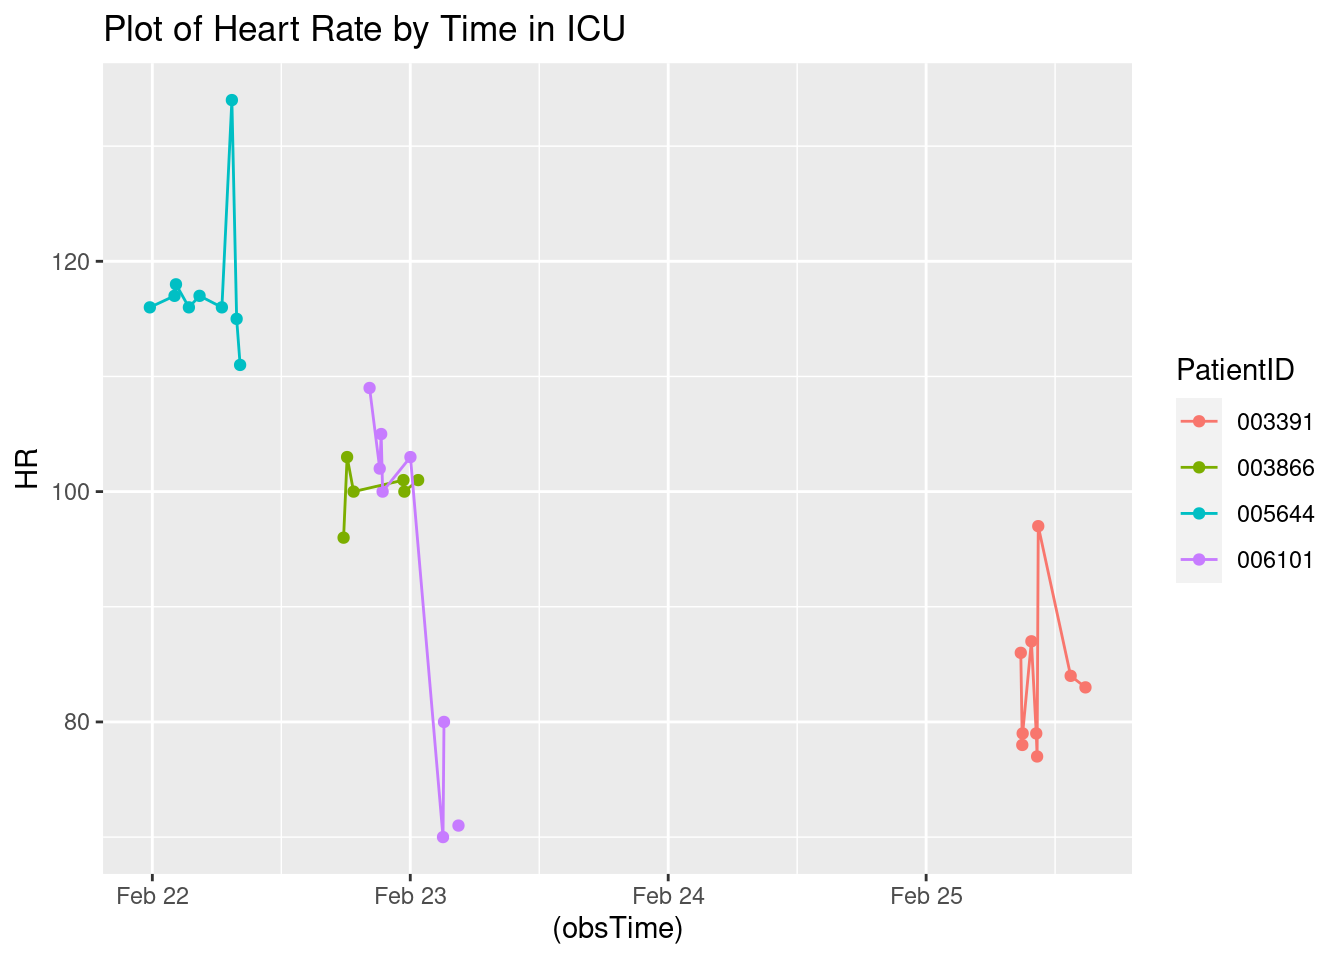 Plot of Heart Rate by Time in ICU
120
100
80
HR
Feb 22
Feb 23
Feb 24
Feb 25
(obsTime)
PatientID
003391
003866
005644
006101